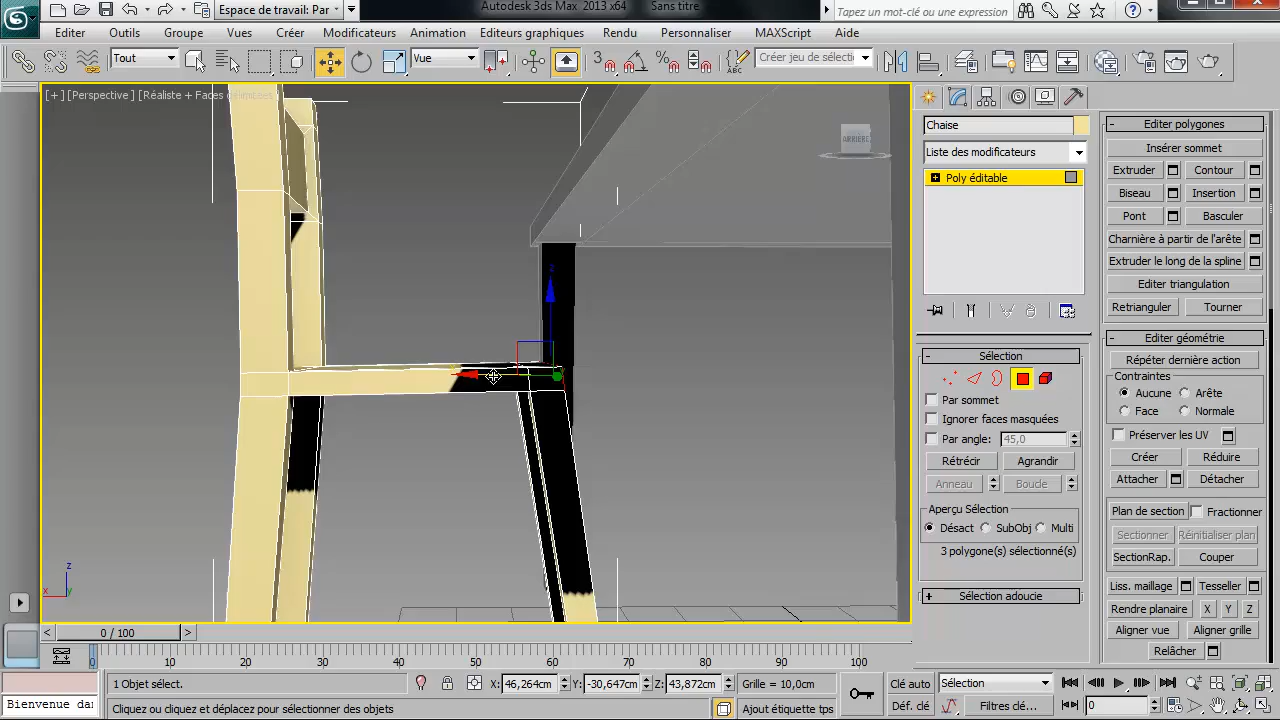 Espace de travail: Par
Autodesk 3ds Max 2013 x64
Sans titre
Tapez un mot-clé ou une expression
Editer
Outils
Groupe
Vues
Créer
Modificateurs
Animation
Editeurs graphiques
Rendu
Personnaliser
MAXScript
Aide
Tout
Vue
3
ABC
Créer jeu de sélecti
[+] [Perspective] [Réaliste + Faces délimitées
ARRIÈRE
z
z
x
y
Chaise
Liste des modificateurs
Poly éditable
Sélection
Par sommet
Ignorer faces masquées
Par angle:
45,0
Rétrécir
Agrandir
Anneau
Boucle
Aperçu Sélection
Désact
SubObj
Multi
3 polygone(s) sélectionné(s)
Sélection adoucie
Editer polygones
Insérer sommet
Extruder
Contour
Biseau
Insertion
Pont
Basculer
Charnière à partir de l'arête
Extruder le long de la spline
Editer triangulation
Retrianguler
Tourner
Editer géométrie
Répéter dernière action
Contraintes
Aucune
Arête
Face
Normale
Préserver les UV
Créer
Réduire
Attacher
Détacher
Plan de section
Fractionner
Sectionner
Réinitialiser plan
SectionRap.
Couper
Liss. maillage
Tesseller
Rendre planaire
X
Y
Z
Aligner vue
Aligner grille
Relâcher
0 / 100
0
10
20
30
40
50
60
70
80
90
100
1 Objet sélect.
X: 46,264cm
Y: -30,647cm
Z: 43,872cm
Grille = 10,0cm
Clé auto
Sélection
Bienvenue dan
Cliquez ou cliquez et déplacez pour sélectionner des objets
Ajout étiquette tps
Déf. clé
Filtres clé...
0